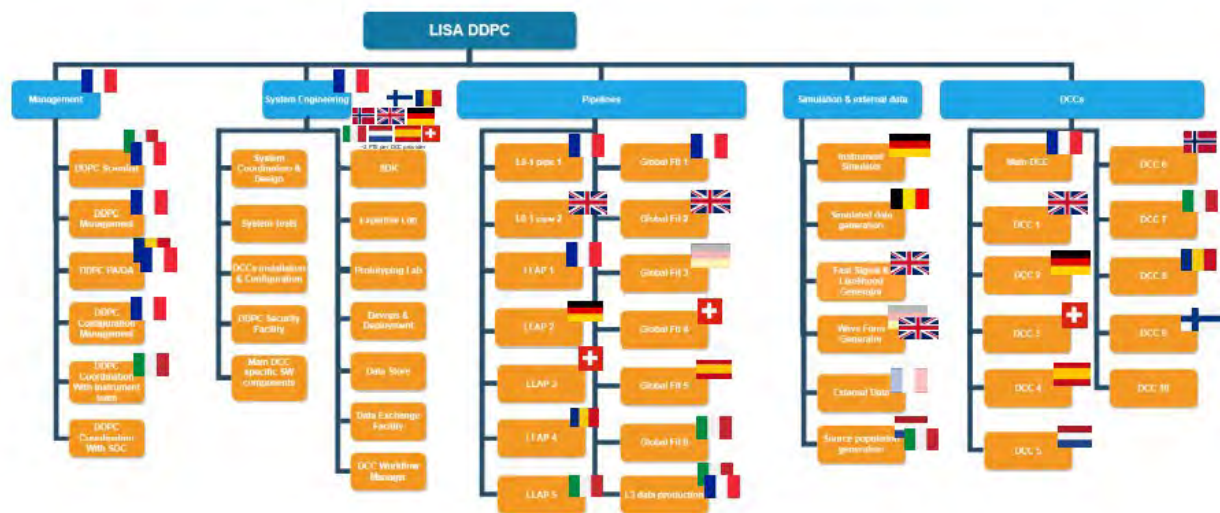 LISA DDPC
Management
System Engineering
Pipelines
Simulation & external data
DCCs
DDPC Scientist
DDPC
Management
DDPC PA/QA
DDPC
Configuration
Management
DDPC
Coordination
With Instrument
DDPC
Coordination
With SOC
System
Coordination &
Design
System tests
DCCs installation
& Configuration
DDPC Security
Facility
Main DCC
specific SW
components
SDK
Prototyping Lab
Devops &
Deployment
Data Store
Data Exchange
Facility
DCC Workflow
Manager
L0-1 pipe 1
L0-1 pipe 2
LLAP 1
LLAP 2
LLAP 3
LLAP 4
LLAP 5
Global Fit 1
Global Fit 2
Global Fit 3
Global Fit 4
Global Fit 5
Global Fit 6
L3 data production
Instrument
Simulated data
generation
Fast Signal &
Likelihood
Generator
Wave Form
Generator
External Data
Source population
generation
Main DCC
DCC 1
DCC 2
DCC 3
DCC 4
DCC 5
DCC 6
DCC 7
DCC 8
DCC 9
DCC 10